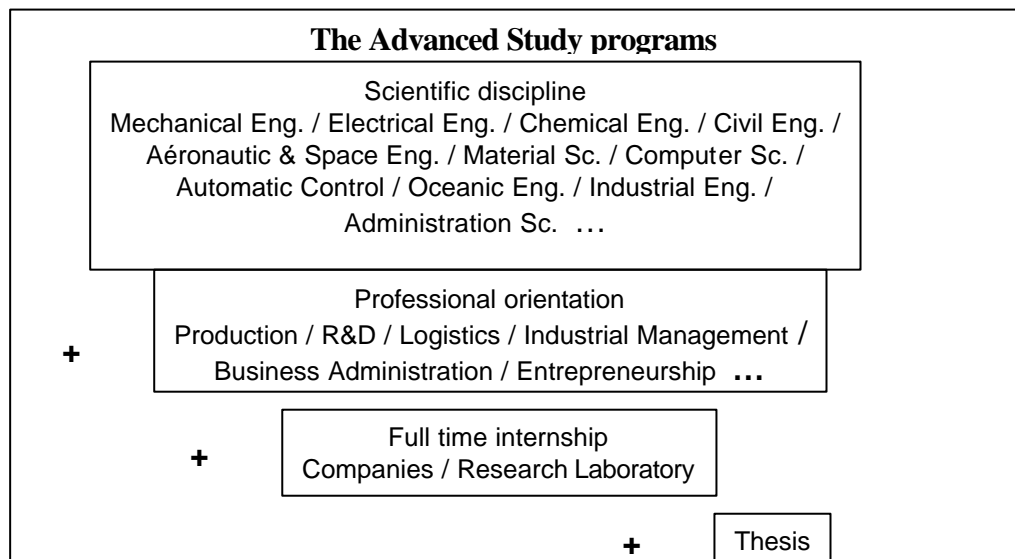 The Advanced Study programs
Scientific discipline
Mechanical Eng. / Electrical Eng. / Chemical Eng. / Civil Eng. /
Aéronautic & Space Eng. / Material Sc. / Computer Sc. /
Automatic Control / Oceanic Eng. / Industrial Eng. /
Administration Sc. ...
Professional orientation
Production / R&D / Logistics / Industrial Management /
+
Business Administration / Entrepreneurship ...
Full time internship
+
Companies / Research Laboratory
+ Thesis